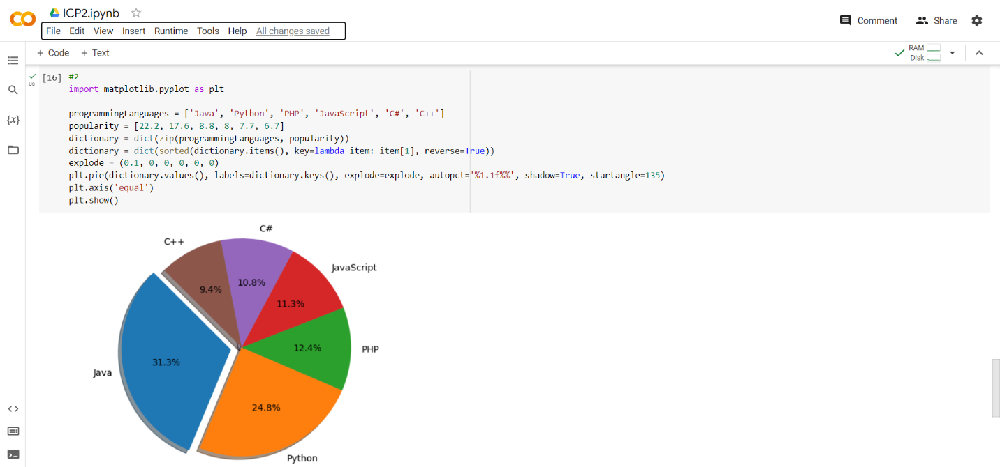 ICP2.ipynb
File Edit View Insert Runtime Tools Help All changes saved
Comment Share
+ Code + Text
RAM
Disk
[16] #2
0s
import matplotlib.pyplot as plt
programmingLanguages = ['Java', 'Python', 'PHP', 'JavaScript', 'C#', 'C++']
popularity = [22.2, 17.6, 8.8, 8, 7.7, 6.7]
dictionary = dict(zip(programmingLanguages, popularity))
dictionary = dict(sorted(dictionary.items(), key=lambda item: item[1], reverse=True))
explode = (0.1, 0, 0, 0, 0, 0)
plt.pie(dictionary.values(), labels=dictionary.keys(), explode=explode, autopct='%1.1f%%', shadow=True, startangle=135)
plt.axis('equal')
plt.show()
{x}
C#
C++
JavaScript
10.8%
9.4%
11.3%
12.4%
PHP
31.3%
Java
24.8%
Python